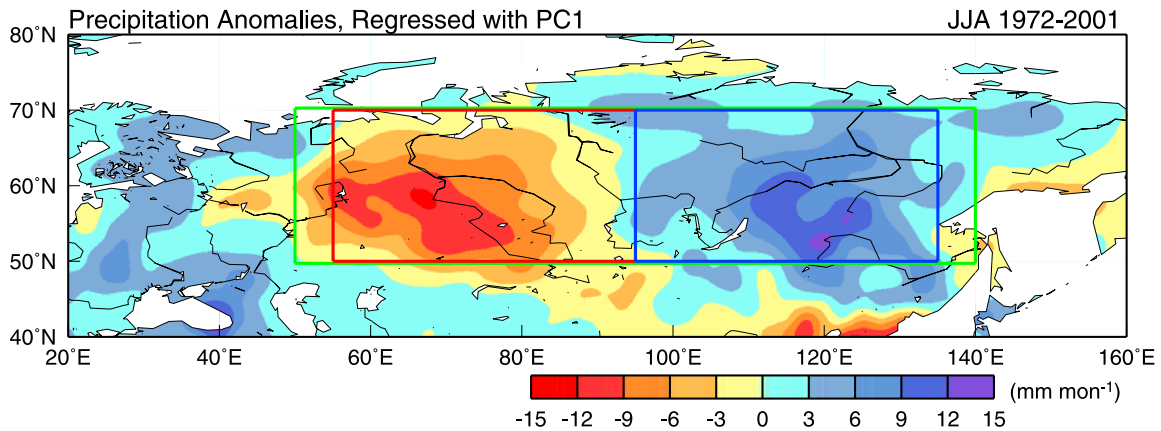 Precipitation Anomalies, Regressed with PC1 JJA 1972-2001
80°N
70°N
60°N
50°N
40°N
20°E 40°E 60°E 80°E 100°E 120°E 140°E 160°E
-15 -12 -9 -6 -3 0 3 6 9 12 15 (mm mon⁻¹)